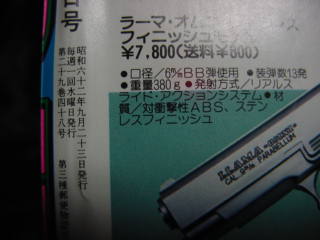 ラーマ・オム
フィニッシュモ
¥7,800(送料¥800)
●口径/6㎜BB弾使用 ●装弾数13発
●重量380g ●発射方式/リアルス
ライド・アクションシステム ●材
質/対衝撃性ABS、ステン
レスフィニッシュ
CAL 9m/m PARABELLUM
昭和六十二年九月二十三日発行
毎週一回水曜日発行
第二十九巻四十八号
第三種郵便物
日号